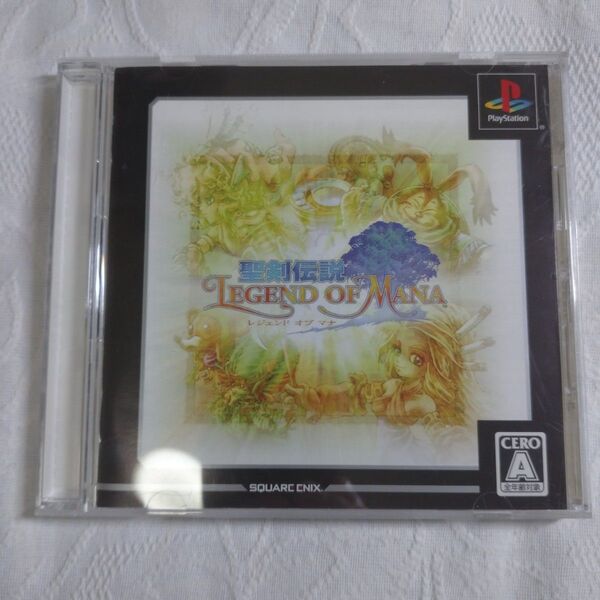 PlayStation
聖剣伝説
LEGEND OF MANA
レジェンド オブ マナ
SQUARE ENIX.
CERO
A
全年齢対象